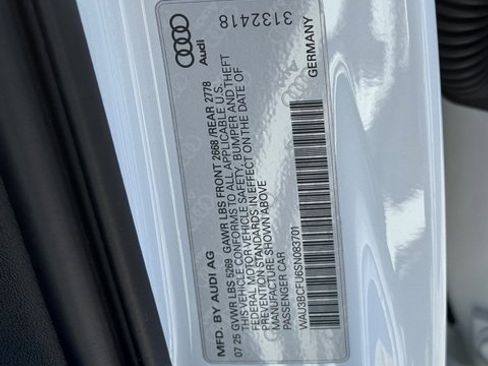 Audi
3132418
MFD. BY AUDI AG
07 25 GVWR LBS 5269 GAWR LBS FRONT 2668 /REAR 2778
THIS VEHICLE CONFORMS TO ALL APPLICABLE U.S.
FEDERAL MOTOR VEHICLE SAFETY, BUMPER AND THEFT
PREVENTION STANDARDS IN EFFECT ON THE DATE OF
MANUFACTURE SHOWN ABOVE.
PASSENGER CAR
WAU3BCFU6SN083701
GERMANY